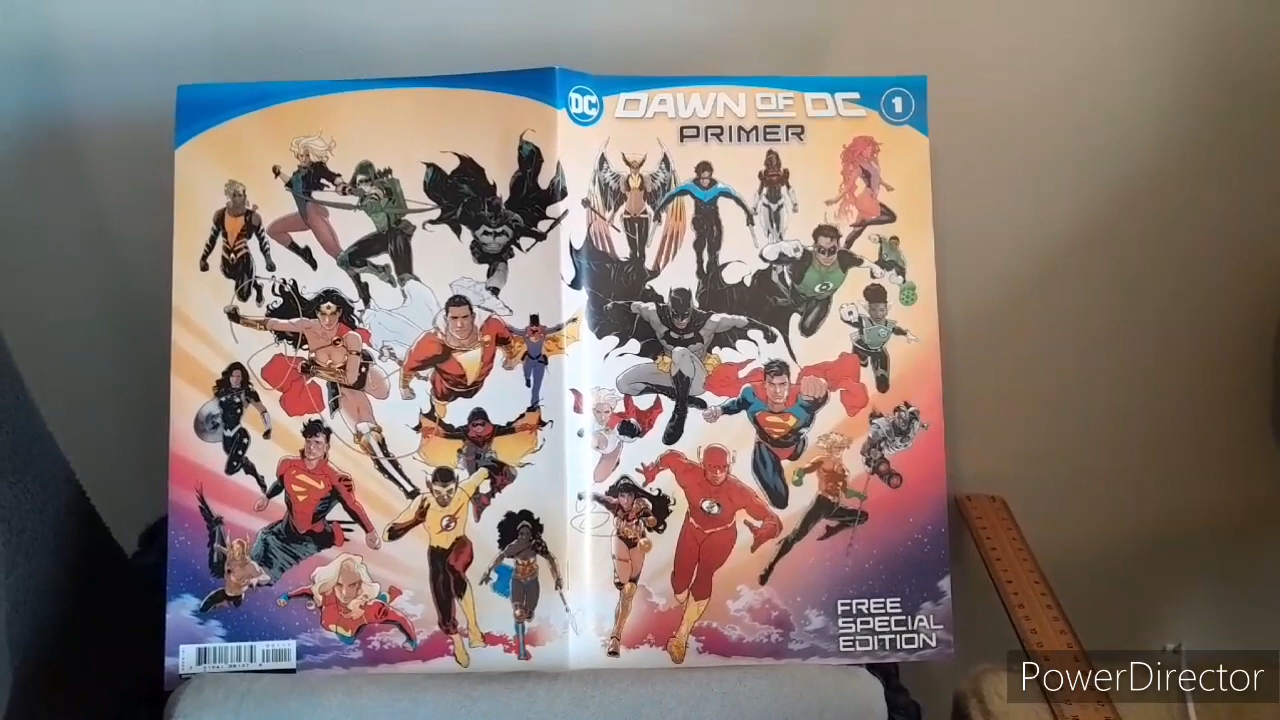 DC
DAWN OF DC
PRIMER
1
FREE
SPECIAL
EDITION
PowerDirector